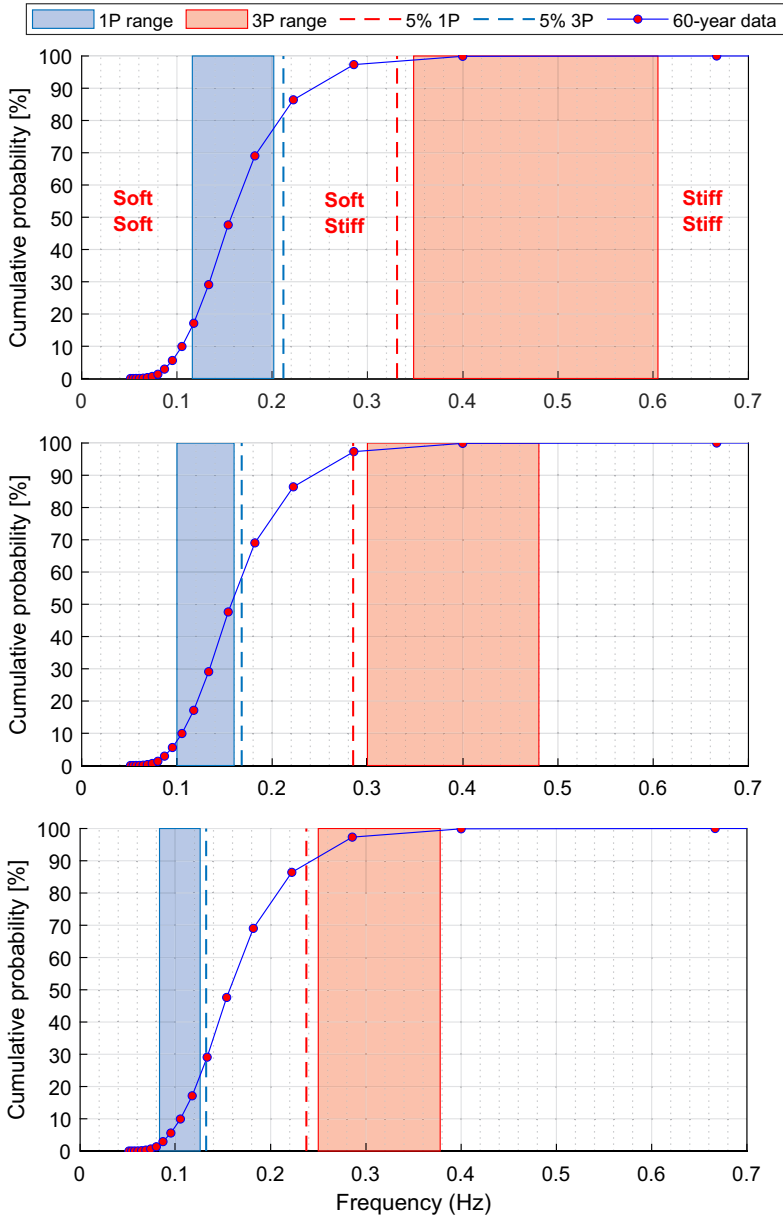 1P range 3P range 5% 1P 5% 3P 60-year data
Cumulative probability [%]
100
90
80
70
60
50
40
30
20
10
0
Soft
Soft
Soft
Stiff
Stiff
Stiff
0 0.1 0.2 0.3 0.4 0.5 0.6 0.7
Cumulative probability [%]
100
90
80
70
60
50
40
30
20
10
0
0 0.1 0.2 0.3 0.4 0.5 0.6 0.7
Cumulative probability [%]
100
90
80
70
60
50
40
30
20
10
0
0 0.1 0.2 0.3 0.4 0.5 0.6 0.7
Frequency (Hz)